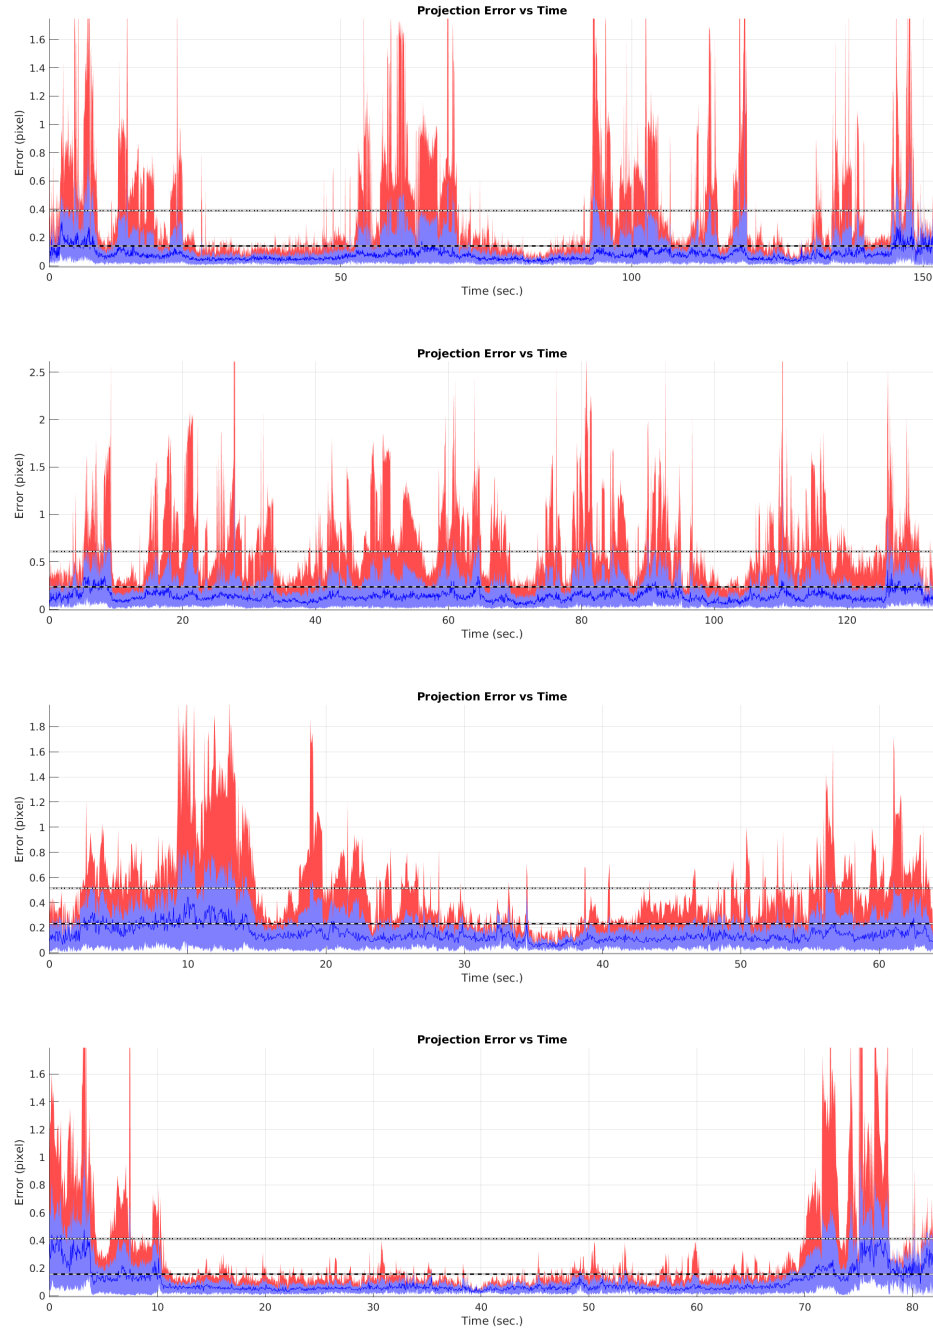 Projection Error vs Time
1.6
1.4
1.2
1
0.8
0.6
0.4
0.2
0
Error (pixel)
0 50 100 150
Time (sec.)
Projection Error vs Time
2.5
2
1.5
1
0.5
0
Error (pixel)
0 20 40 60 80 100 120
Time (sec.)
Projection Error vs Time
1.8
1.6
1.4
1.2
1
0.8
0.6
0.4
0.2
0
Error (pixel)
0 10 20 30 40 50 60
Time (sec.)
Projection Error vs Time
1.6
1.4
1.2
1
0.8
0.6
0.4
0.2
0
Error (pixel)
0 10 20 30 40 50 60 70 80
Time (sec.)